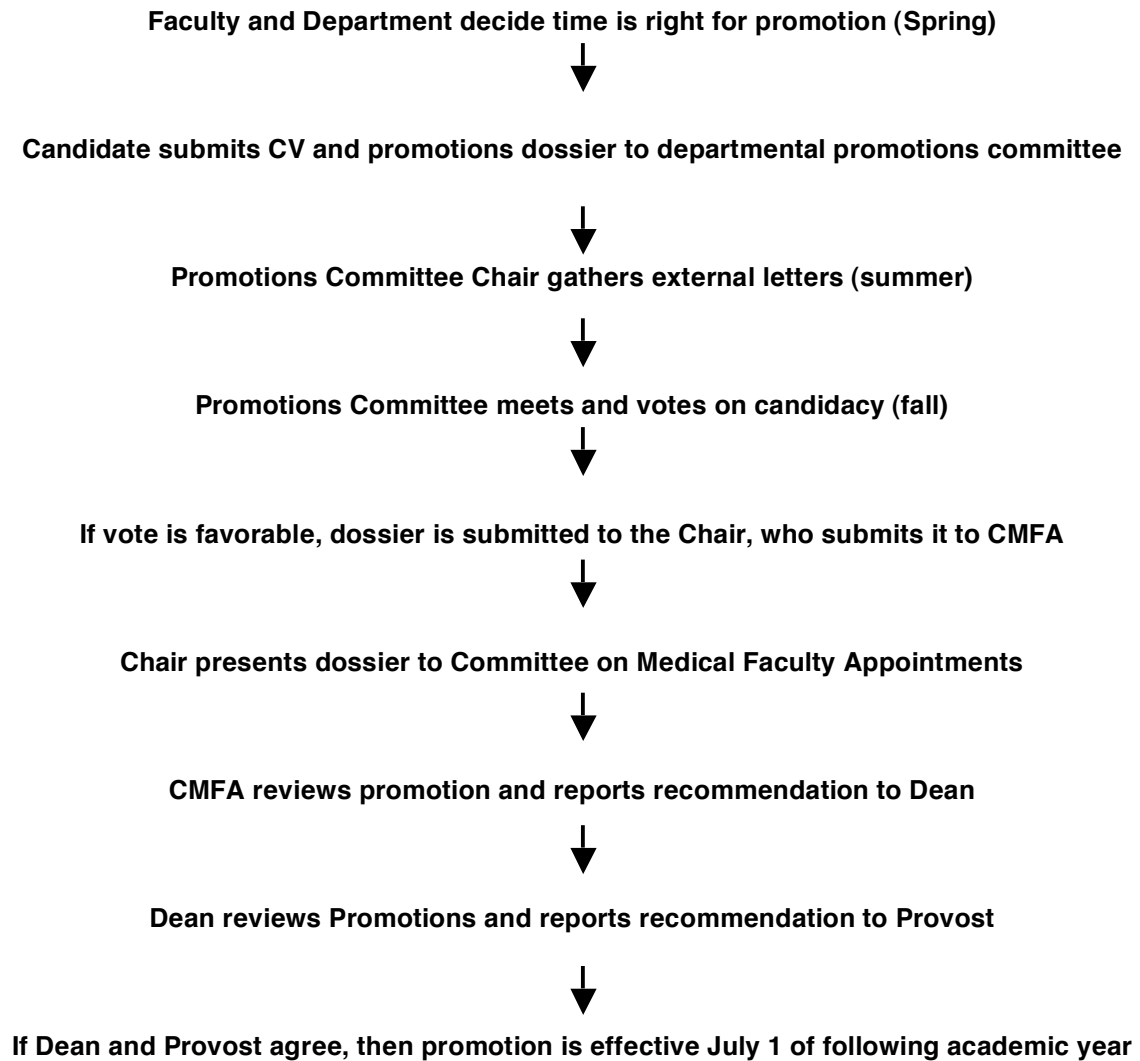 Faculty and Department decide time is right for promotion (Spring)
Candidate submits CV and promotions dossier to departmental promotions committee
Promotions Committee Chair gathers external letters (summer)
Promotions Committee meets and votes on candidacy (fall)
If vote is favorable, dossier is submitted to the Chair, who submits it to CMFA
Chair presents dossier to Committee on Medical Faculty Appointments
CMFA reviews promotion and reports recommendation to Dean
Dean reviews Promotions and reports recommendation to Provost
If Dean and Provost agree, then promotion is effective July 1 of following academic year